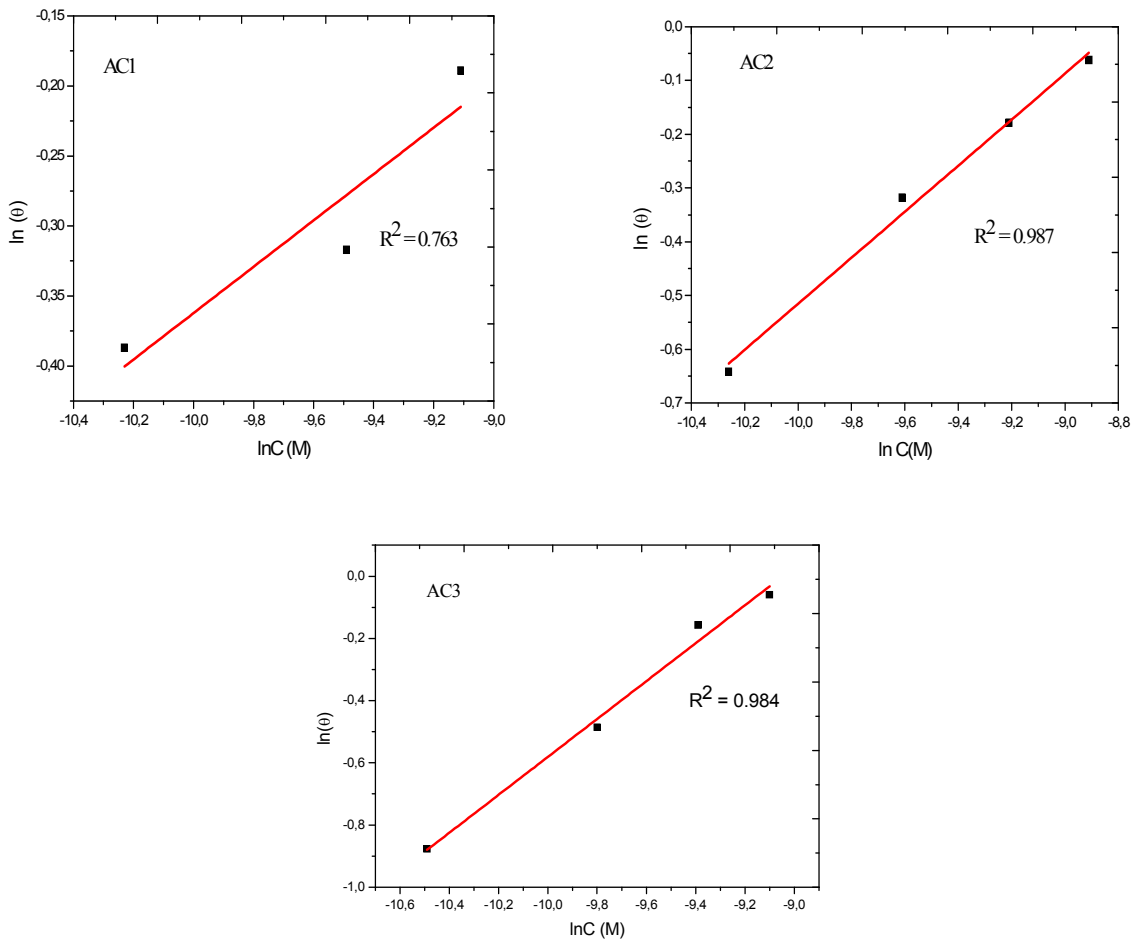 -0,15
-0,20
-0,25
-0,30
-0,35
-0,40
ln (θ)
AC1
R² = 0.763
-10,4 -10,2 -10,0 -9,8 -9,6 -9,4 -9,2 -9,0
lnC (M)
0,0
-0,1
-0,2
-0,3
-0,4
-0,5
-0,6
-0,7
ln (θ)
AC2
R² = 0.987
-10,4 -10,2 -10,0 -9,8 -9,6 -9,4 -9,2 -9,0 -8,8
ln C(M)
0,0
-0,2
-0,4
-0,6
-0,8
-1,0
ln(θ)
AC3
R² = 0.984
-10,6 -10,4 -10,2 -10,0 -9,8 -9,6 -9,4 -9,2 -9,0
lnC (M)